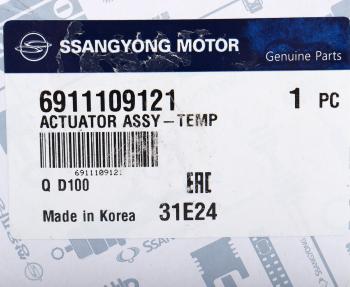 SSANGYONG MOTOR
Genuine Parts
6911109121 1 PC
ACTUATOR ASSY-TEMP
6911109121
Q D100
EAC
Made in Korea 31E24